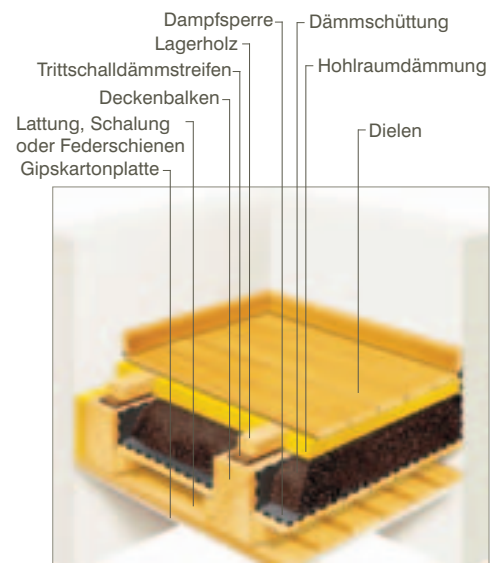 Dampfsperre
Dämmschüttung
Lagerholz
Trittschalldämmstreifen
Hohlraumdämmung
Deckenbalken
Lattung, Schalung
oder Federschienen
Dielen
Gipskartonplatte